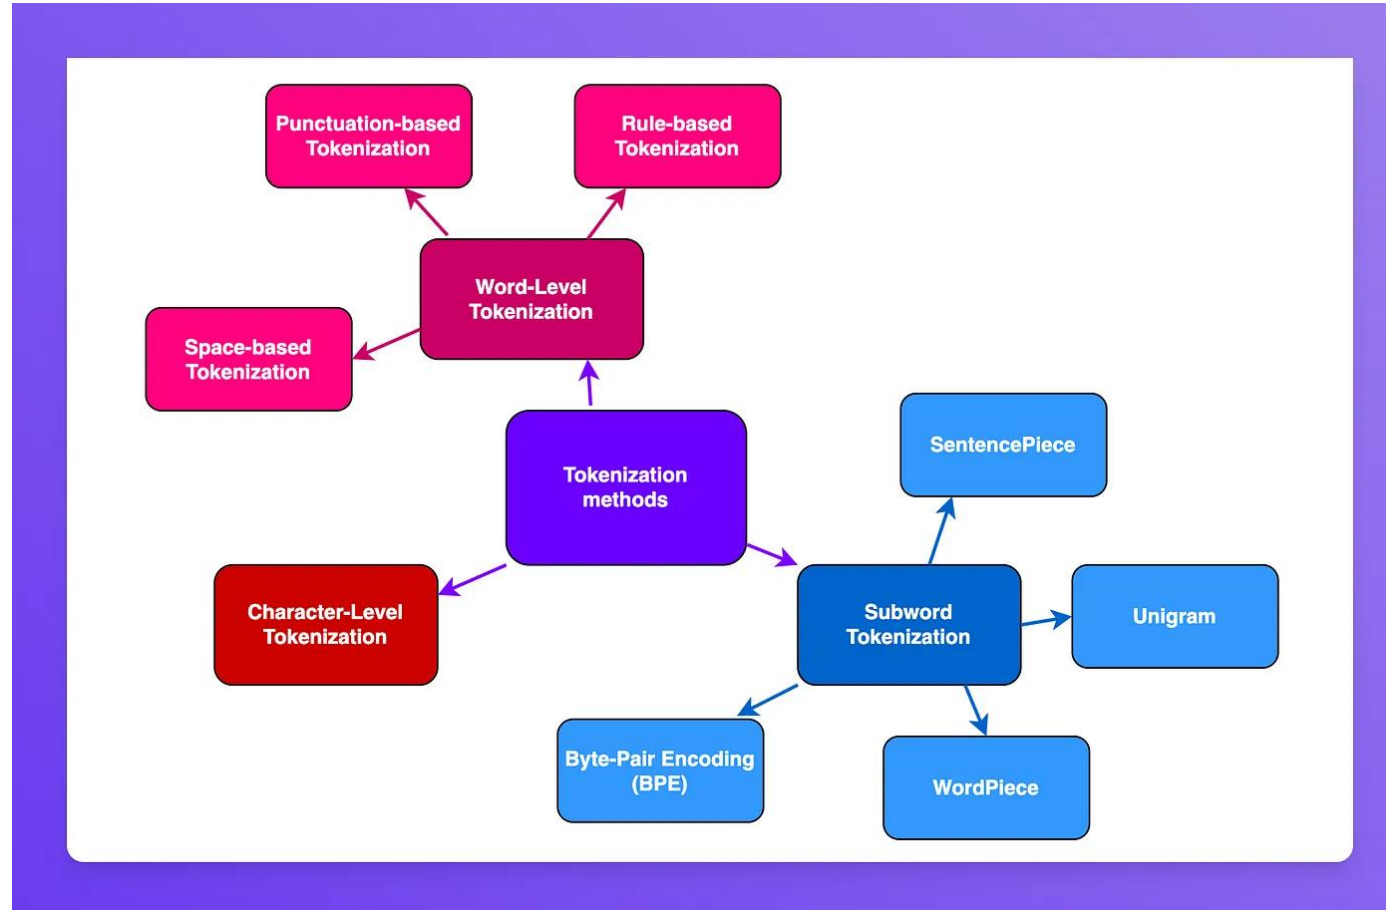 Punctuation-based
Tokenization
Rule-based
Tokenization
Word-Level
Tokenization
Space-based
Tokenization
SentencePiece
Tokenization
methods
Character-Level
Tokenization
Subword
Tokenization
Unigram
Byte-Pair Encoding
(BPE)
WordPiece